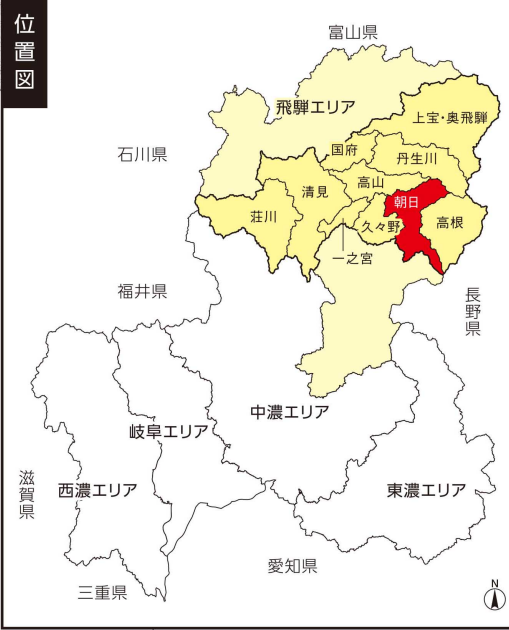 位置図
富山県
飛騨エリア
上宝・奥飛騨
国府
丹生川
石川県
高山
清見
朝日
荘川
久々野
高根
一之宮
福井県
長野県
中濃エリア
岐阜エリア
滋賀県
西濃エリア
東濃エリア
愛知県
三重県
N